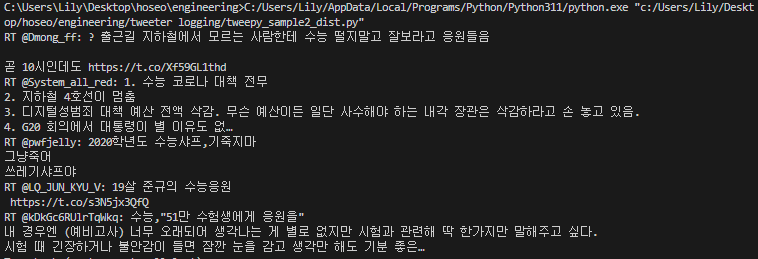 C:\Users\Lily\Desktop\hoseo\engineering>C:/Users/Lily/AppData/Local/Programs/Python/Python311/python.exe "c:/Users/Lily/Deskt
op/hoseo/engineering/tweeter logging/tweepy_sample2_dist.py"
RT @Dmong_ff: ? 출근길 지하철에서 모르는 사람한테 수능 떨지말고 잘보라고 응원들음
곧 10시인데도 https://t.co/Xf59GL1thd
RT @System_all_red: 1. 수능 코로나 대책 전무
2. 지하철 4호선이 멈춤
3. 디지털성범죄 대책 예산 전액 삭감. 무슨 예산이든 일단 사수해야 하는 내각 장관은 삭감하라고 손 놓고 있음.
4. G20 회의에서 대통령이 별 이유도 없…
RT @pwfjelly: 2020학년도 수능샤프,기죽지마
그냥죽어
쓰레기샤프야
RT @LQ_JUN_KYU_V: 19살 준규의 수능응원
https://t.co/s3N5jx3QfQ
RT @kDkGc6RUlrTqWkq: 수능,"51만 수험생에게 응원을"
내 경우엔 (예비고사) 너무 오래되어 생각나는 게 별로 없지만 시험과 관련해 딱 한가지만 말해주고 싶다.
시험 때 긴장하거나 불안감이 들면 잠깐 눈을 감고 생각만 해도 기분 좋은…